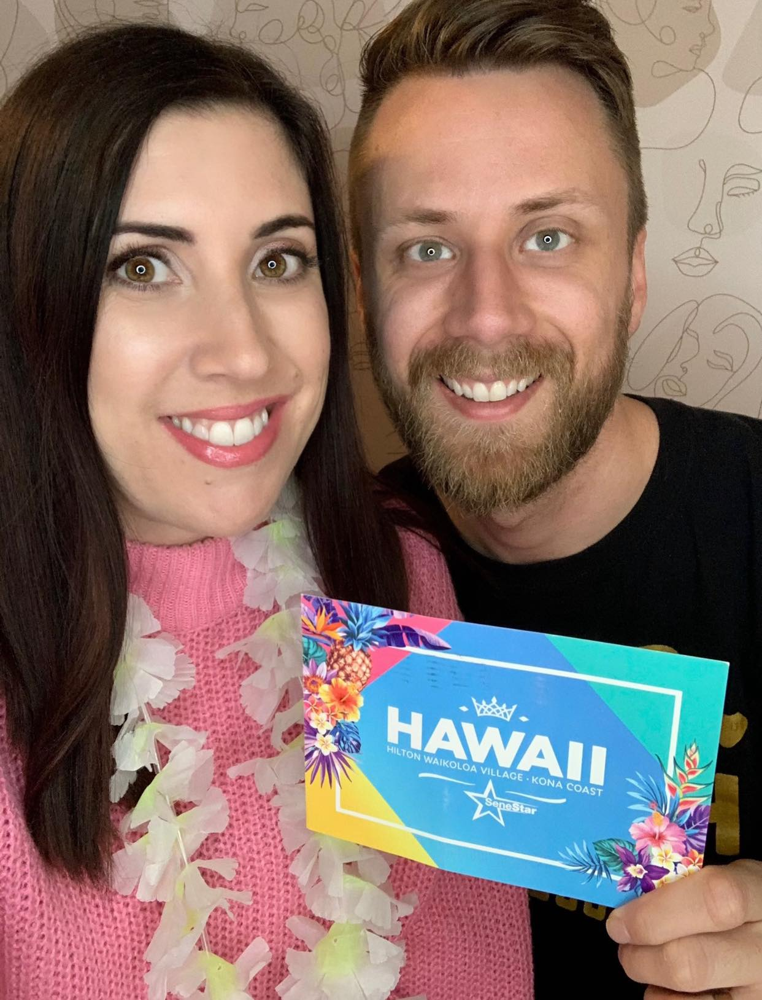 HAWAII
HILTON WAIKOLOA VILLAGE · KONA COAST
SeneStar